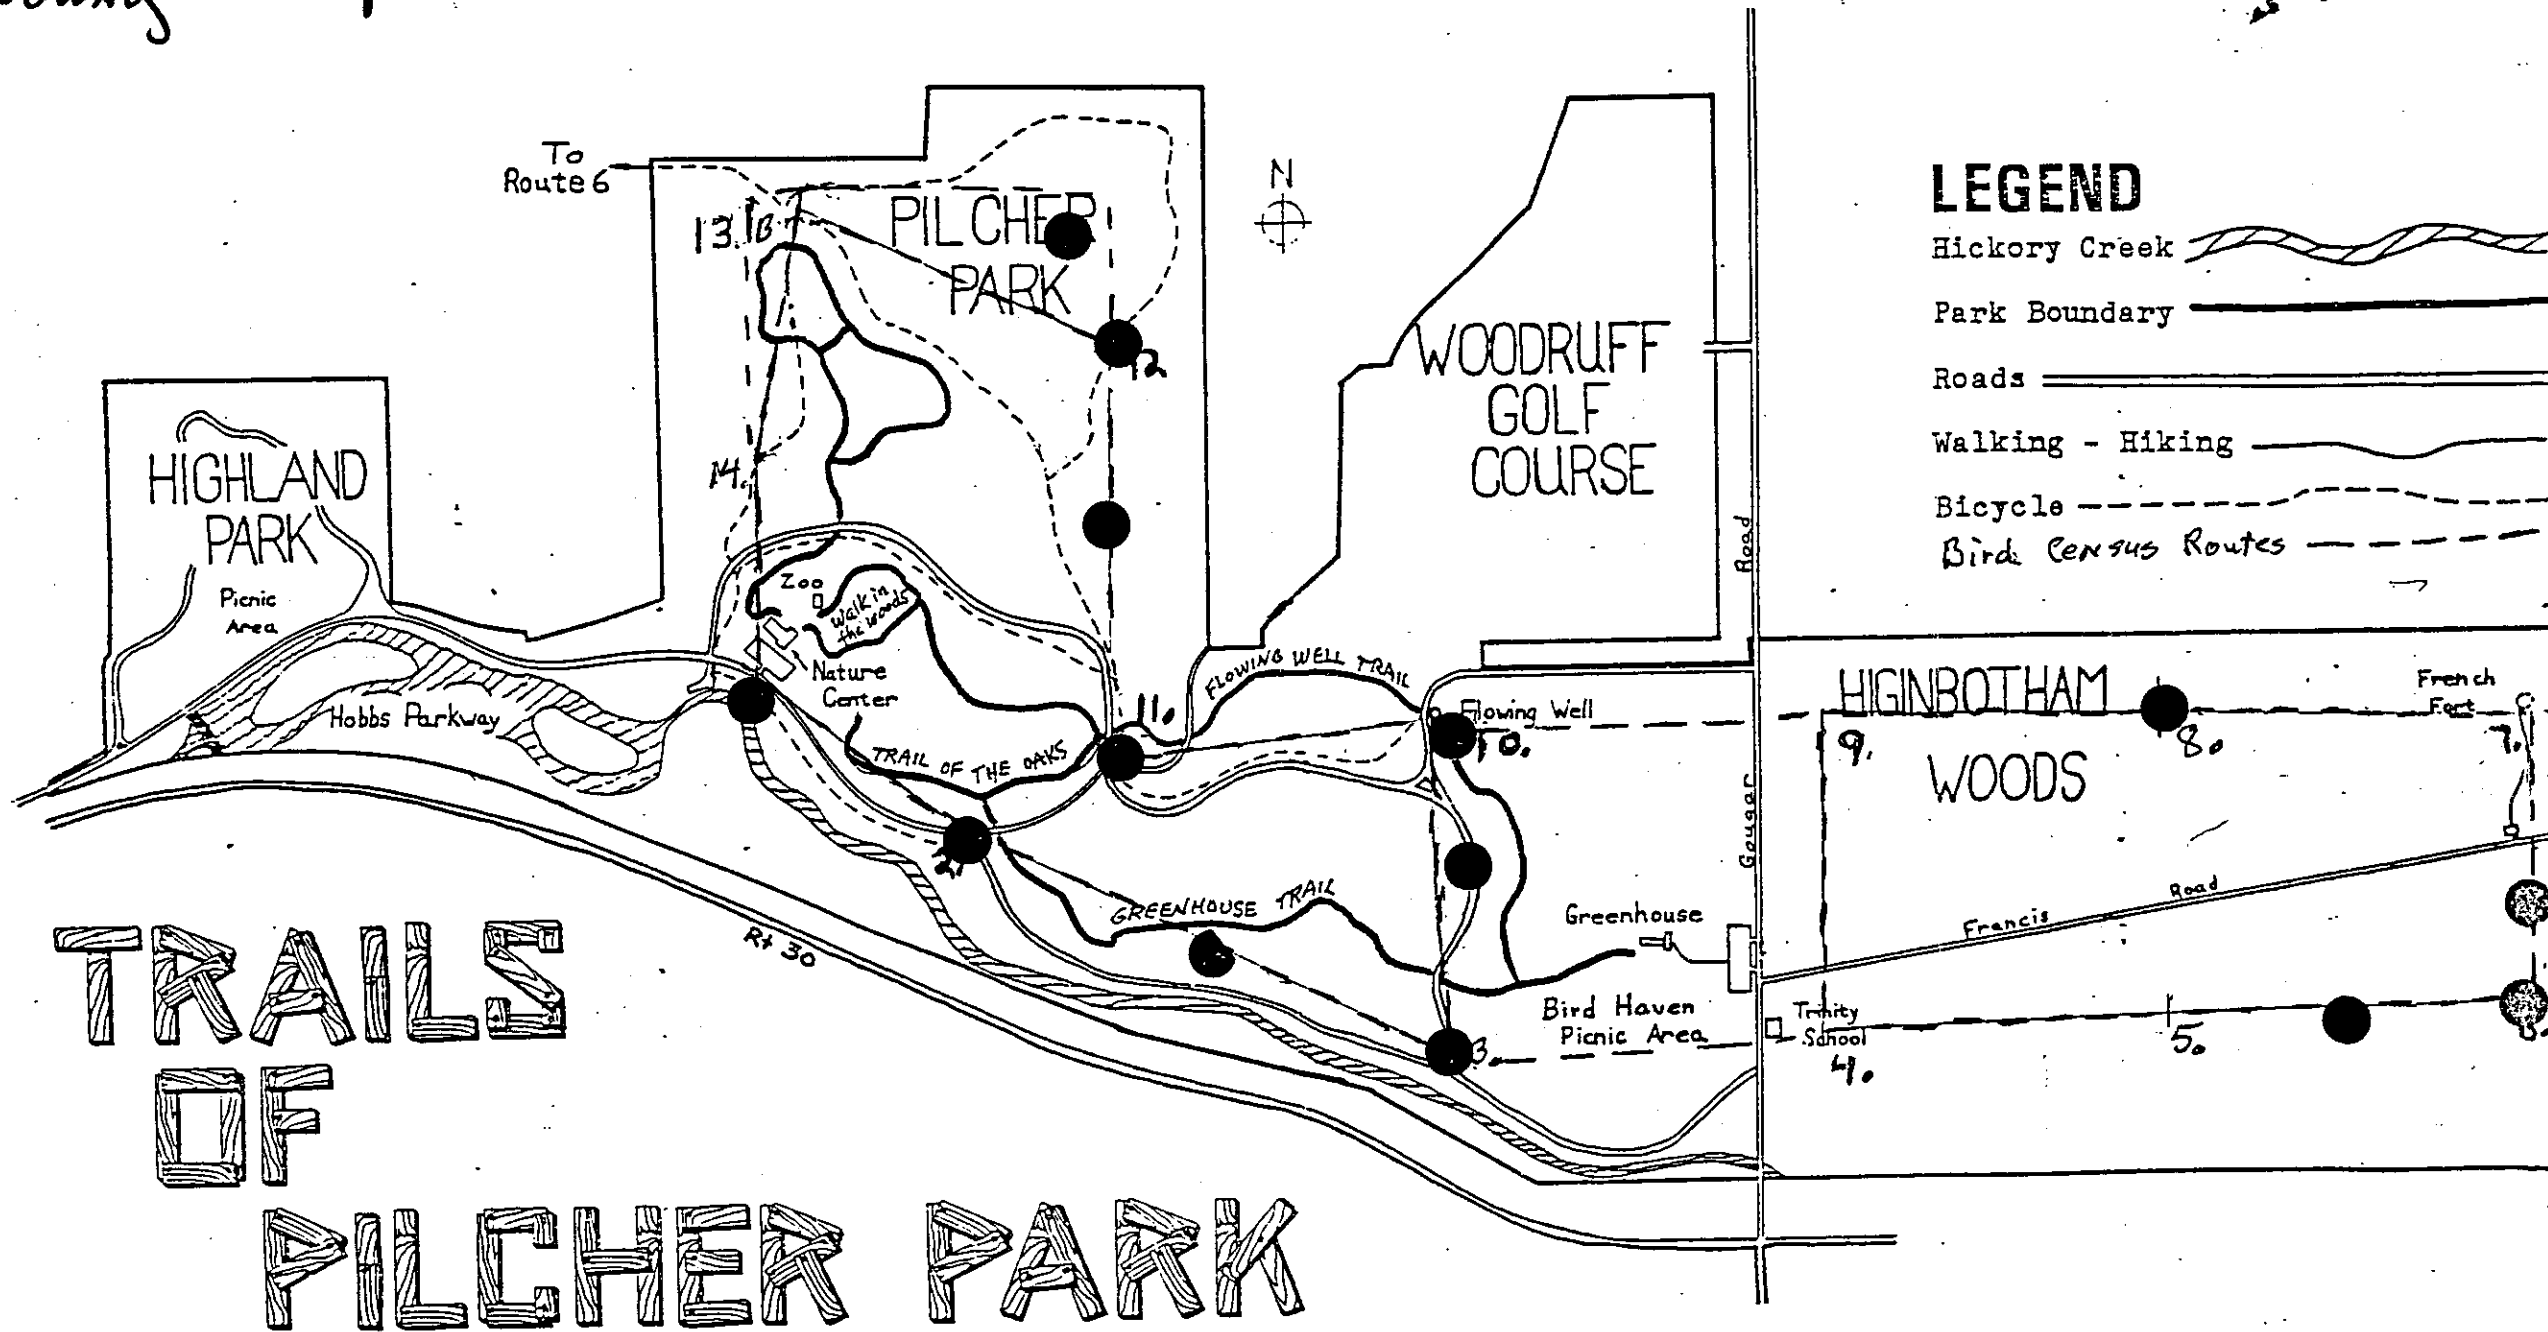 To
Route 6
N
PILCHER
PARK
13.
12
14.
HIGHLAND
PARK
Picnic
Area
WOODRUFF
GOLF
COURSE
Road
LEGEND
Hickory Creek
Park Boundary
Roads
Walking - Hiking
Bicycle
Bird Census Routes
Zoo
Walk in
the woods
Nature
Center
Hobbs Parkway
TRAIL OF THE OAKS
11.
FLOWING WELL TRAIL
Flowing Well
10.
2.
GREENHOUSE TRAIL
Greenhouse
Gougar
HIGINBOTHAM
WOODS
9.
8.
French
Fort
7.
Francis Road
Bird Haven
Picnic Area
3.
Trinity
School
4.
5.
Rt 30
TRAILS
OF
PILCHER PARK